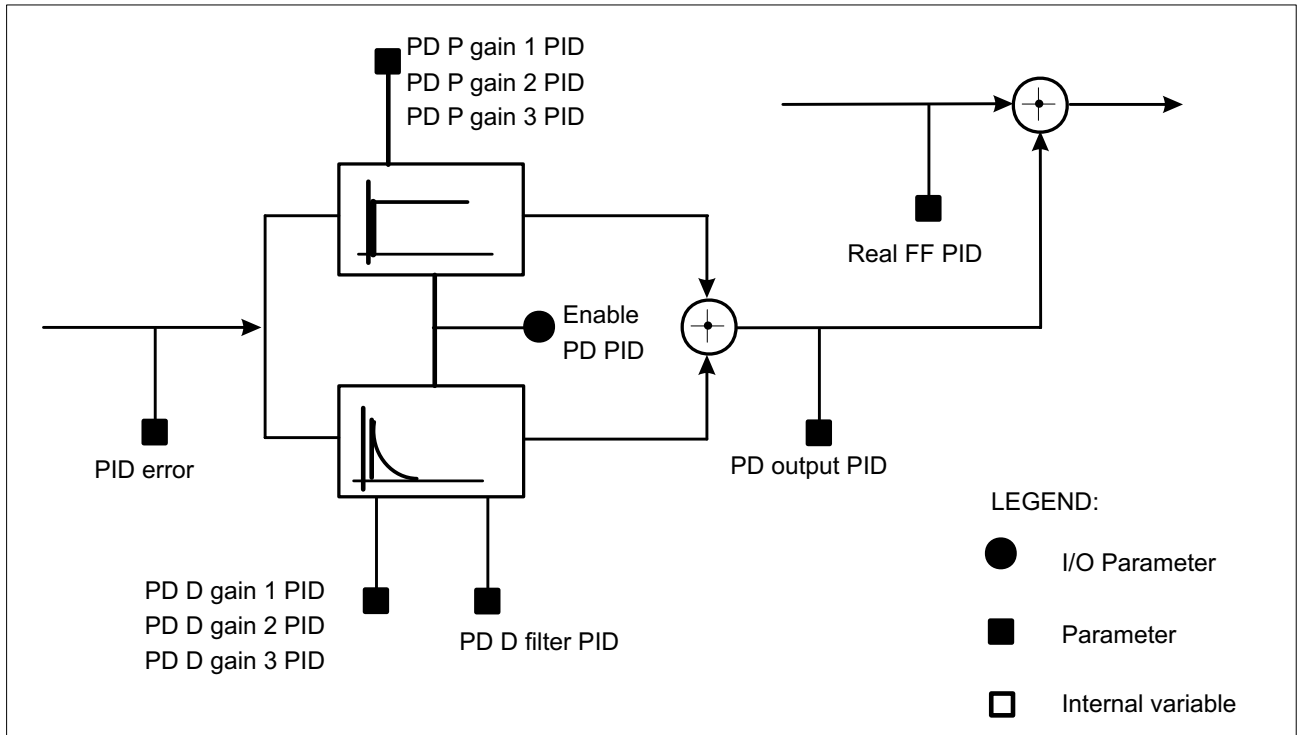 PD P gain 1 PID
PD P gain 2 PID
PD P gain 3 PID
Real FF PID
Enable
PD PID
PID error
PD output PID
PD D gain 1 PID
PD D gain 2 PID
PD D gain 3 PID
PD D filter PID
LEGEND:
I/O Parameter
Parameter
Internal variable